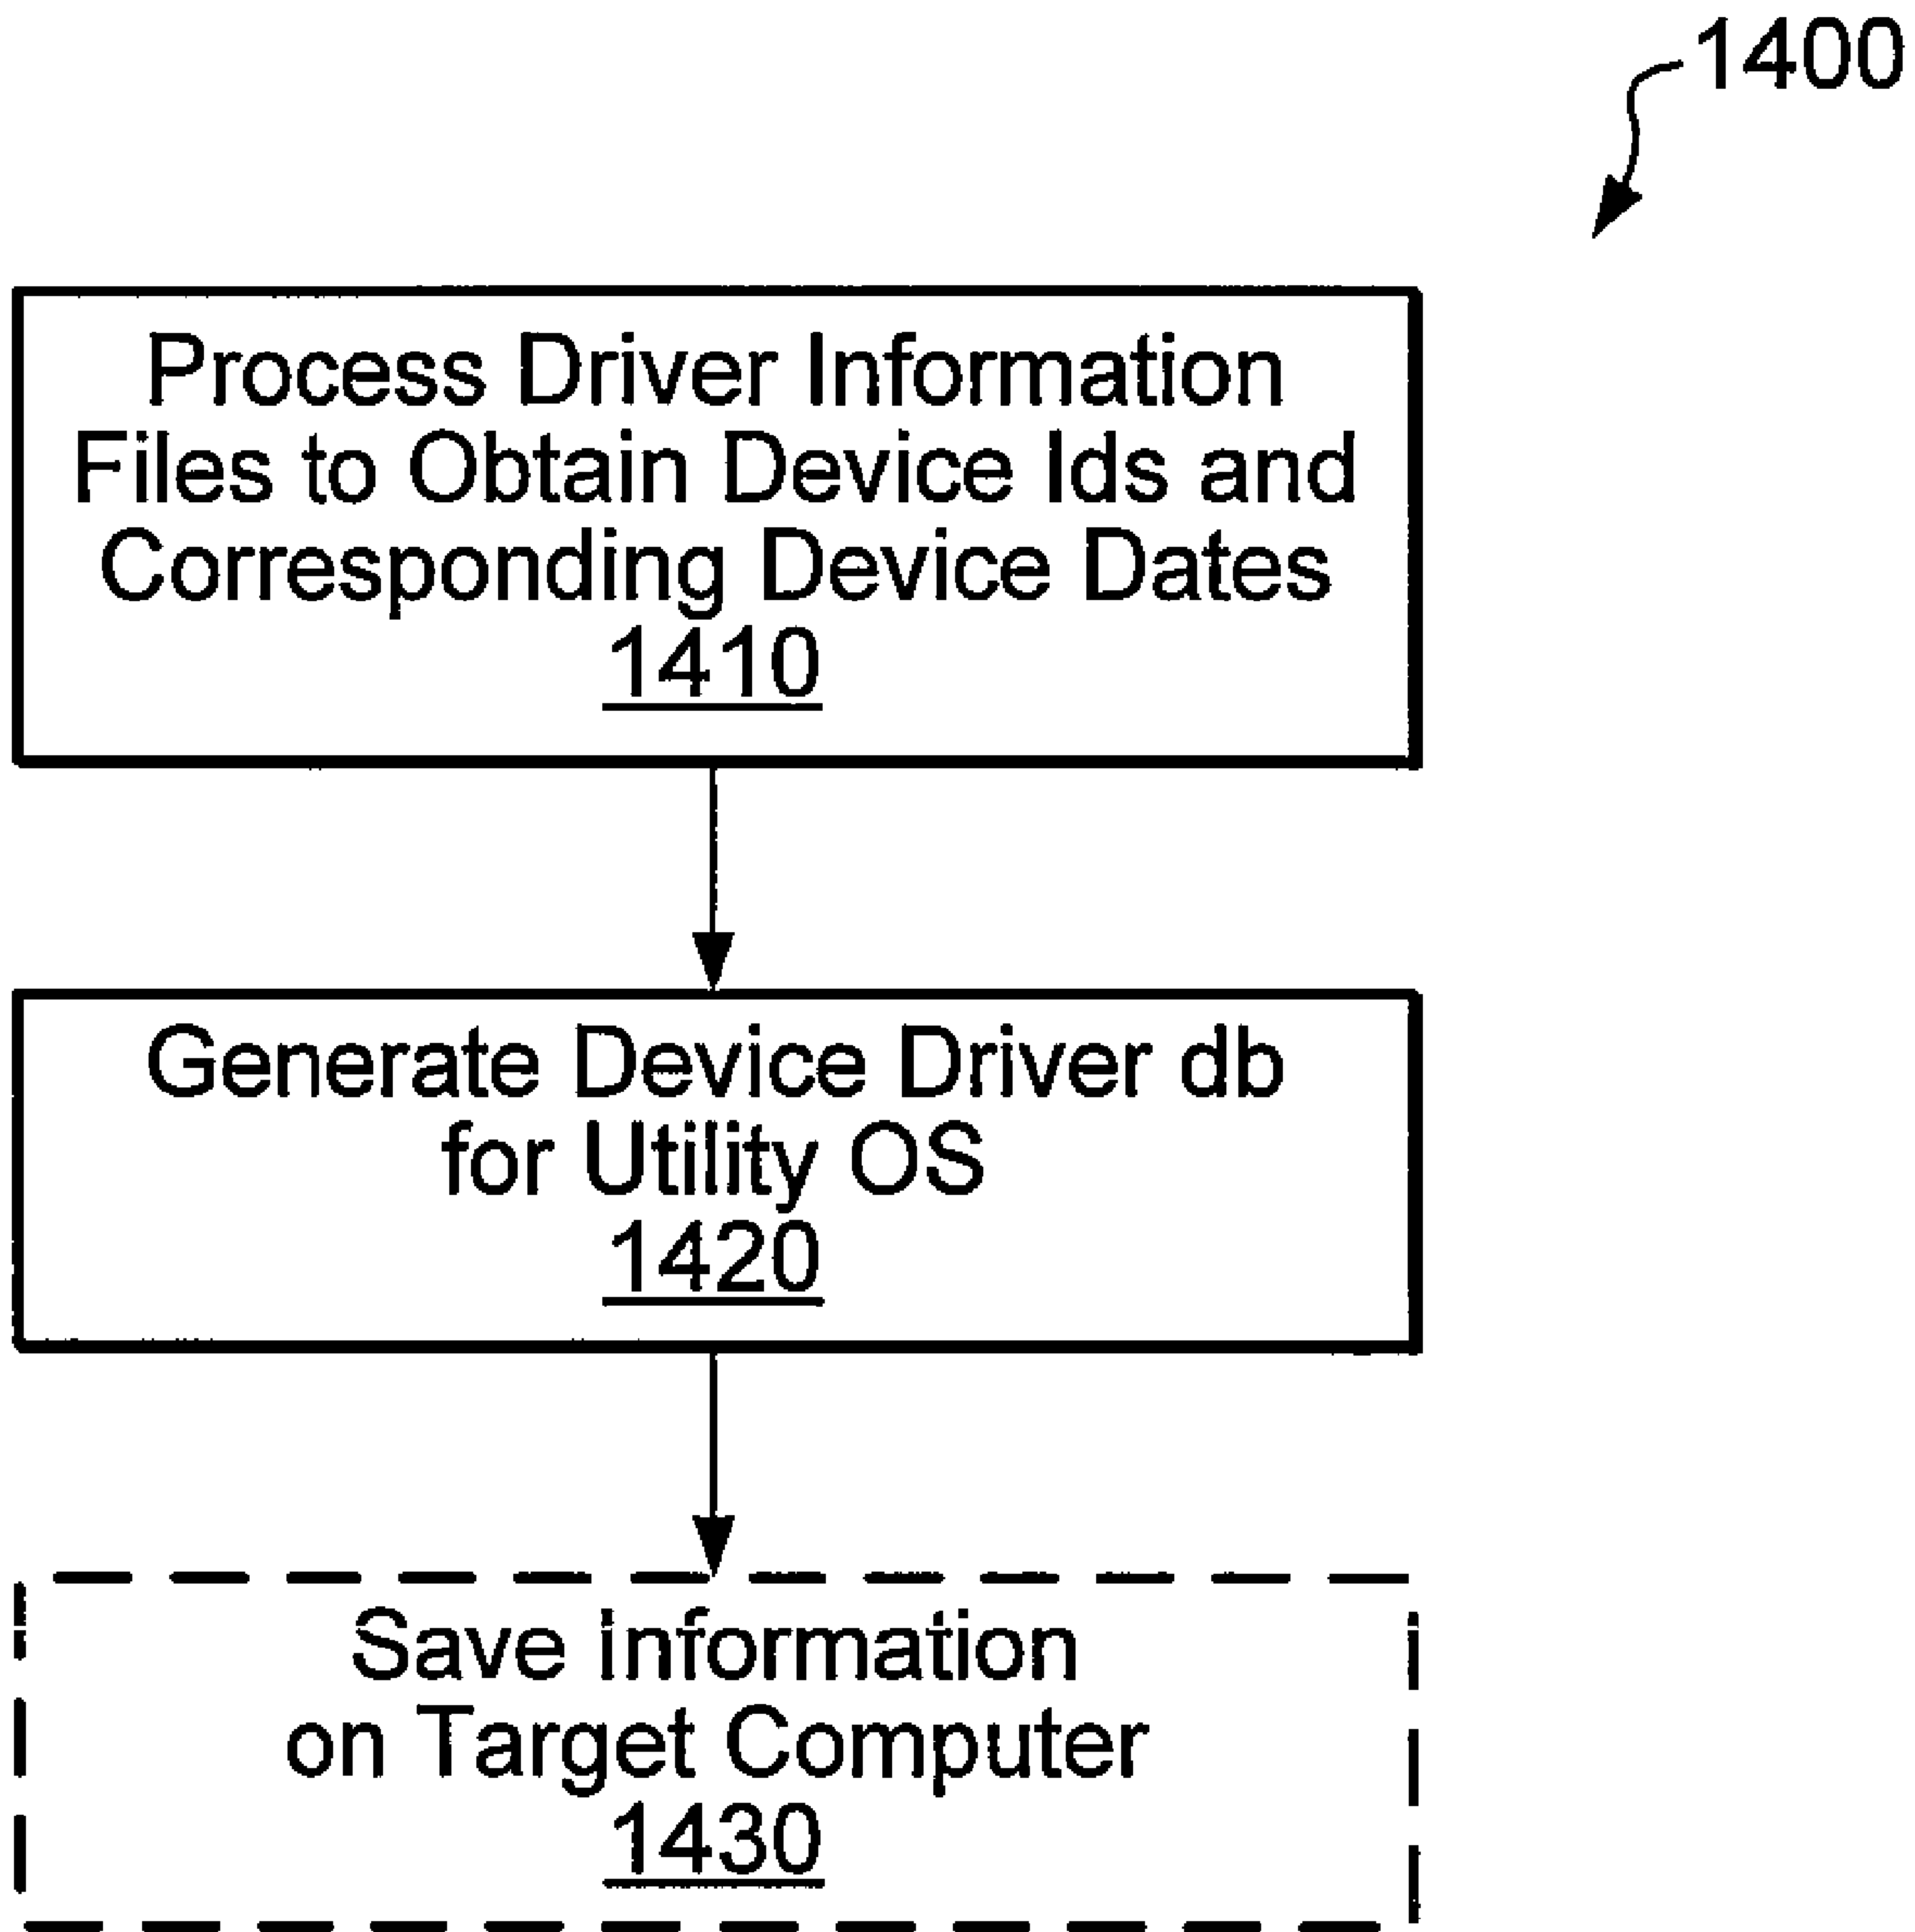 1400
Process Driver Information
Files to Obtain Device Ids and
Corresponding Device Dates
1410
Generate Device Driver db
for Utility OS
1420
Save information
on Target Computer
1430